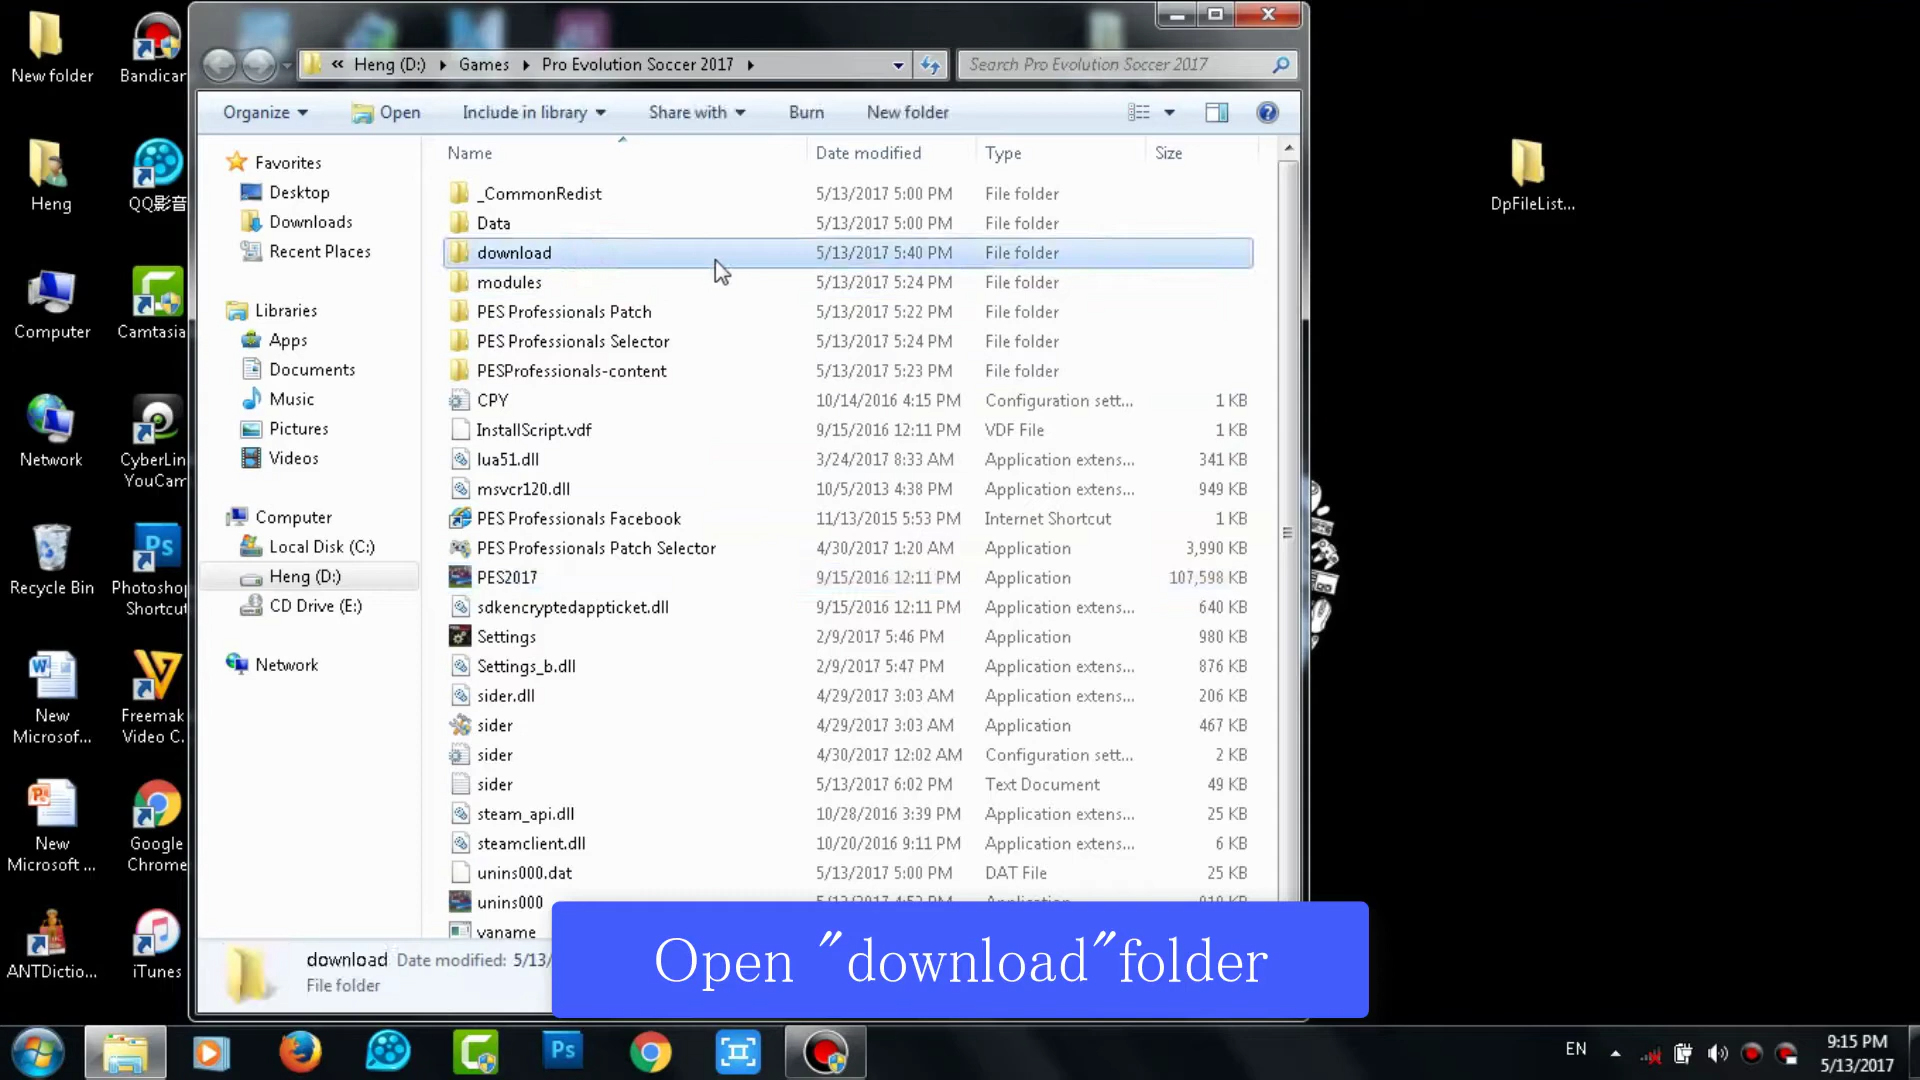 New folder
Bandicar
Heng
QQ影音
Computer
Camtasia
Network
CyberLin
YouCam
Recycle Bin
Photoshop
Shortcut
New
Microsof...
Freemak
Video C.
New
Microsoft ...
Google
Chrome
ANTDictio...
iTunes
DpFileList...
« Heng (D:) Games Pro Evolution Soccer 2017
Search Pro Evolution Soccer 2017
Organize Open Include in library Share with Burn New folder
Favorites
Desktop
Downloads
Recent Places
Libraries
Apps
Documents
Music
Pictures
Videos
Computer
Local Disk (C:)
Heng (D:)
CD Drive (E:)
Network
Name Date modified Type Size
_CommonRedist 5/13/2017 5:00 PM File folder
Data 5/13/2017 5:00 PM File folder
download 5/13/2017 5:40 PM File folder
modules 5/13/2017 5:24 PM File folder
PES Professionals Patch 5/13/2017 5:22 PM File folder
PES Professionals Selector 5/13/2017 5:24 PM File folder
PESProfessionals-content 5/13/2017 5:23 PM File folder
CPY 10/14/2016 4:15 PM Configuration sett... 1 KB
InstallScript.vdf 9/15/2016 12:11 PM VDF File 1 KB
lua51.dll 3/24/2017 8:33 AM Application extens... 341 KB
msvcr120.dll 10/5/2013 4:38 PM Application extens... 949 KB
PES Professionals Facebook 11/13/2015 5:53 PM Internet Shortcut 1 KB
PES Professionals Patch Selector 4/30/2017 1:20 AM Application 3,990 KB
PES2017 9/15/2016 12:11 PM Application 107,598 KB
sdkencryptedappticket.dll 9/15/2016 12:11 PM Application extens... 640 KB
Settings 2/9/2017 5:46 PM Application 980 KB
Settings_b.dll 2/9/2017 5:47 PM Application extens... 876 KB
sider.dll 4/29/2017 3:03 AM Application extens... 206 KB
sider 4/29/2017 3:03 AM Application 467 KB
sider 4/30/2017 12:02 AM Configuration sett... 2 KB
sider 5/13/2017 6:02 PM Text Document 49 KB
steam_api.dll 10/28/2016 3:39 PM Application extens... 25 KB
steamclient.dll 10/20/2016 9:11 PM Application extens... 6 KB
unins000.dat 5/13/2017 5:00 PM DAT File 25 KB
unins000
vaname
download Date modified: 5/13/
File folder
Open "download"folder
Ps
EN
9:15 PM
5/13/2017